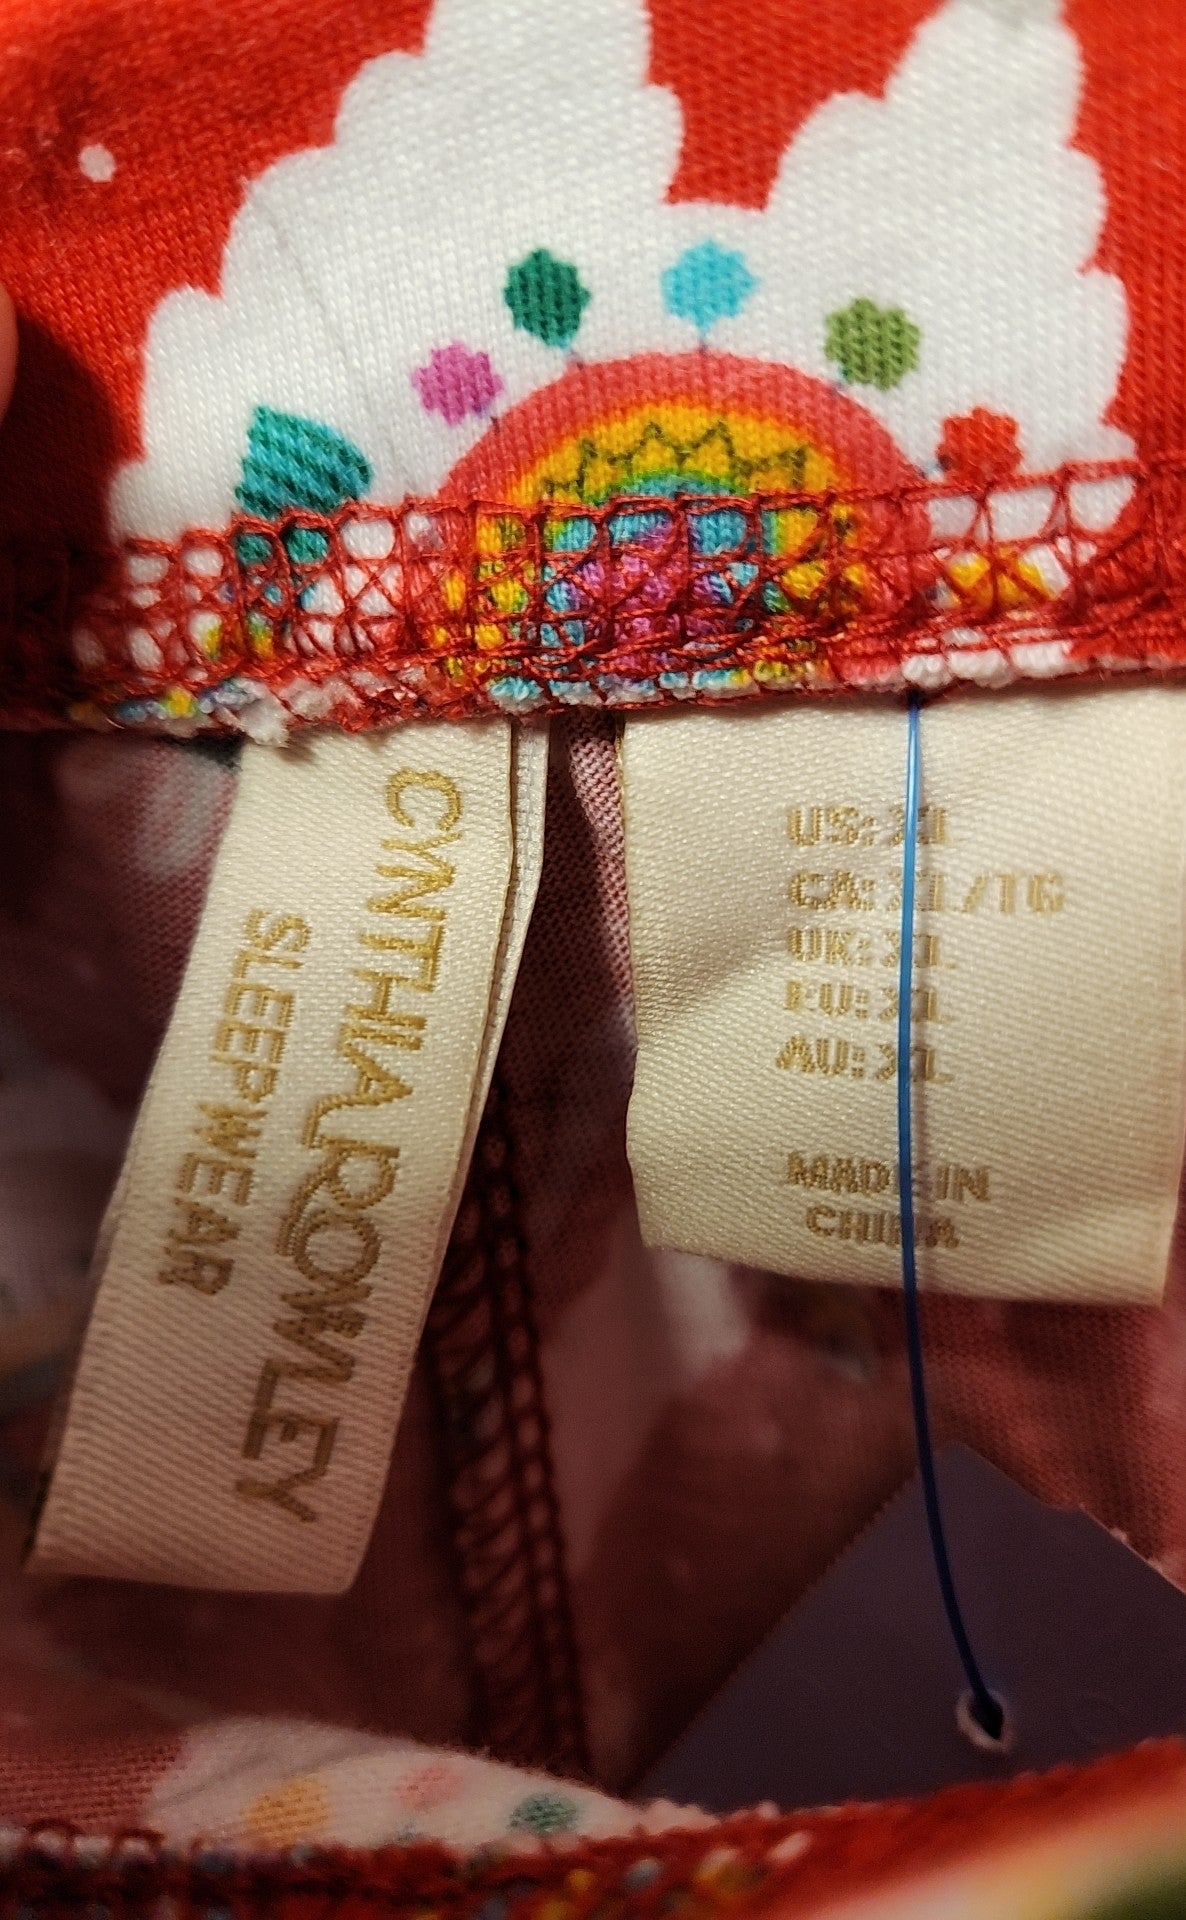 CYNTHIA ROWLEY
SLEEPWEAR
US: XL
CA: XL/TG
UK: XL
EU: XL
AU: XL
MADE IN
CHINA